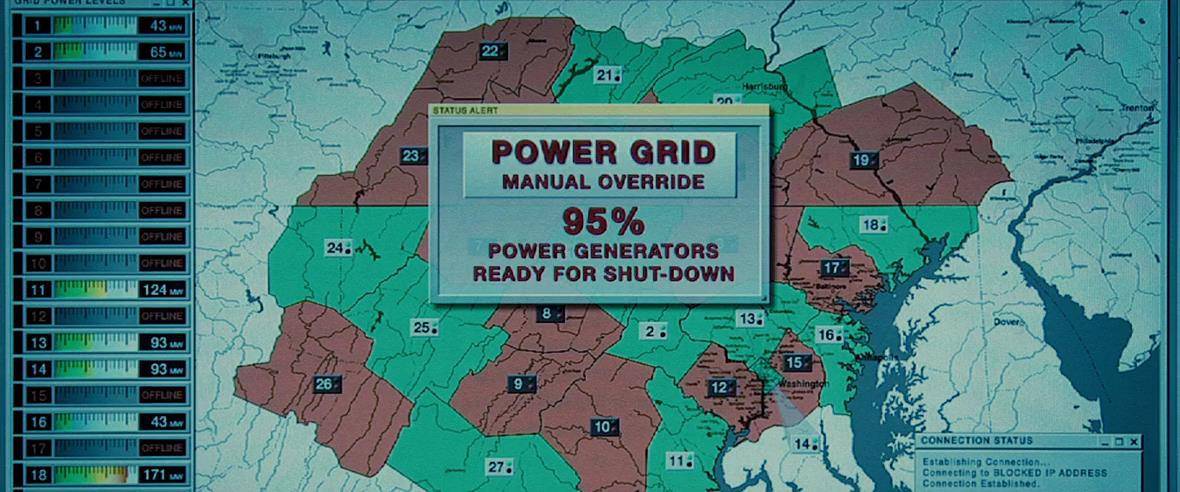 GRID POWER LEVELS
1 43 MW
2 65 MW
3 OFFLINE
4 OFFLINE
5 OFFLINE
6 OFFLINE
7 OFFLINE
8 OFFLINE
9 OFFLINE
10 OFFLINE
11 124 MW
12 OFFLINE
13 93 MW
14 93 MW
15 OFFLINE
16 43 MW
17 OFFLINE
18 171 MW
Pittsburgh
22
21
Harrisburg
20
Trenton
Philadelphia
STATUS ALERT
POWER GRID
MANUAL OVERRIDE
95%
POWER GENERATORS
READY FOR SHUT-DOWN
23
19
18
24
17
Baltimore
8
13
Dover
25
2
16
Annapolis
15
26
9
12
Washington
10
14
27
11
CONNECTION STATUS
Establishing Connection...
Connecting to BLOCKED IP ADDRESS
Connection Established.